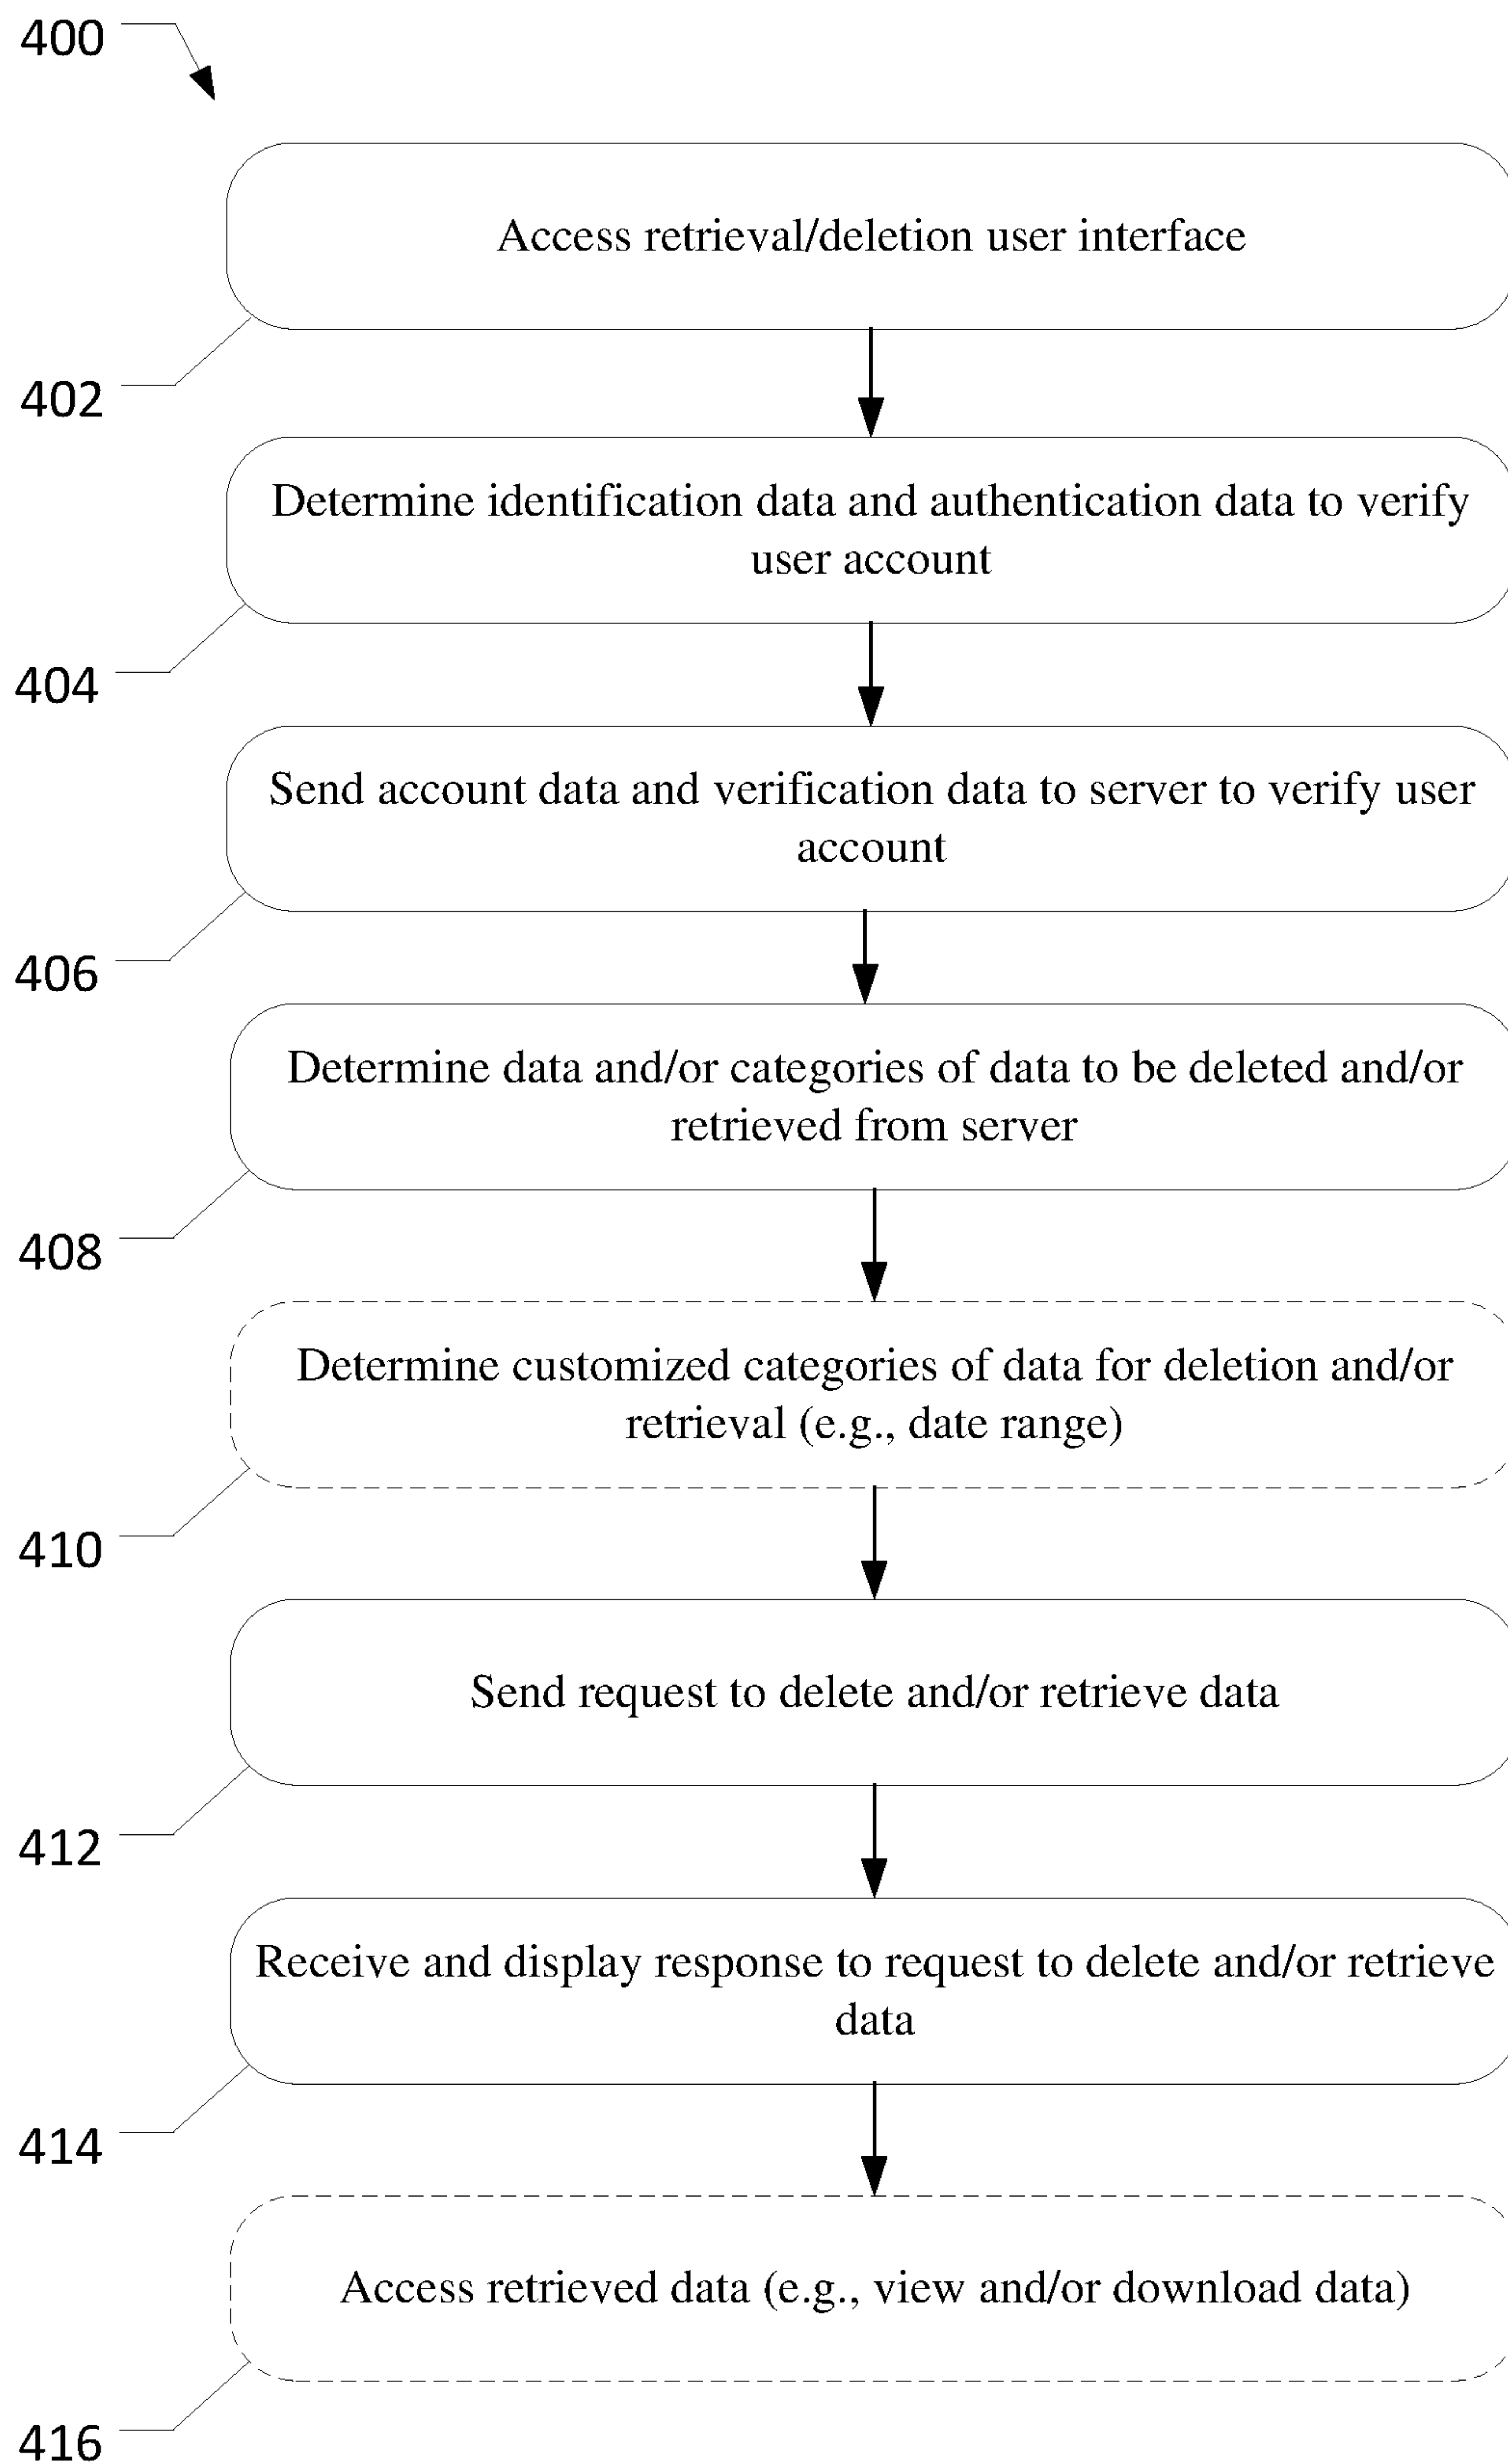 400
Access retrieval/deletion user interface
402
Determine identification data and authentication data to verify
user account
404
Send account data and verification data to server to verify user
account
406
Determine data and/or categories of data to be deleted and/or
retrieved from server
408
Determine customized categories of data for deletion and/or
retrieval (e.g., date range)
410
Send request to delete and/or retrieve data
412
Receive and display response to request to delete and/or retrieve
data
414
Access retrieved data (e.g., view and/or download data)
416